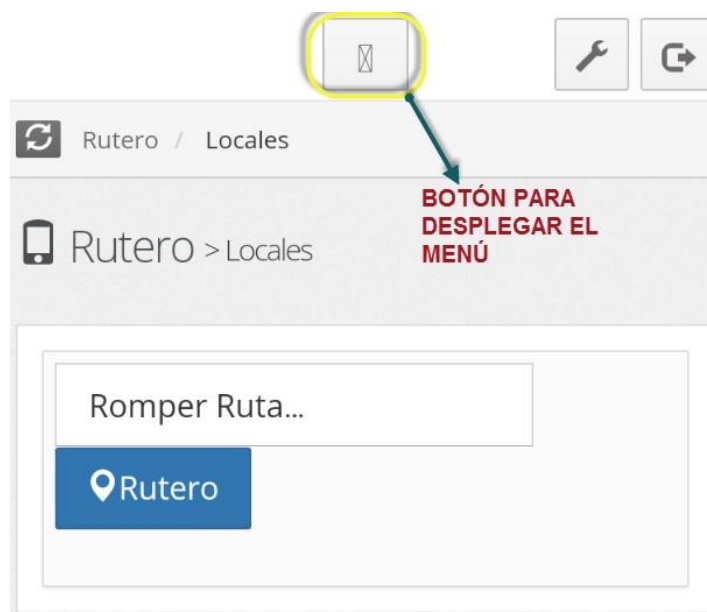 Rutero / Locales
BOTÓN PARA
DESPLEGAR EL
MENÚ
Rutero > Locales
Romper Ruta...
Rutero